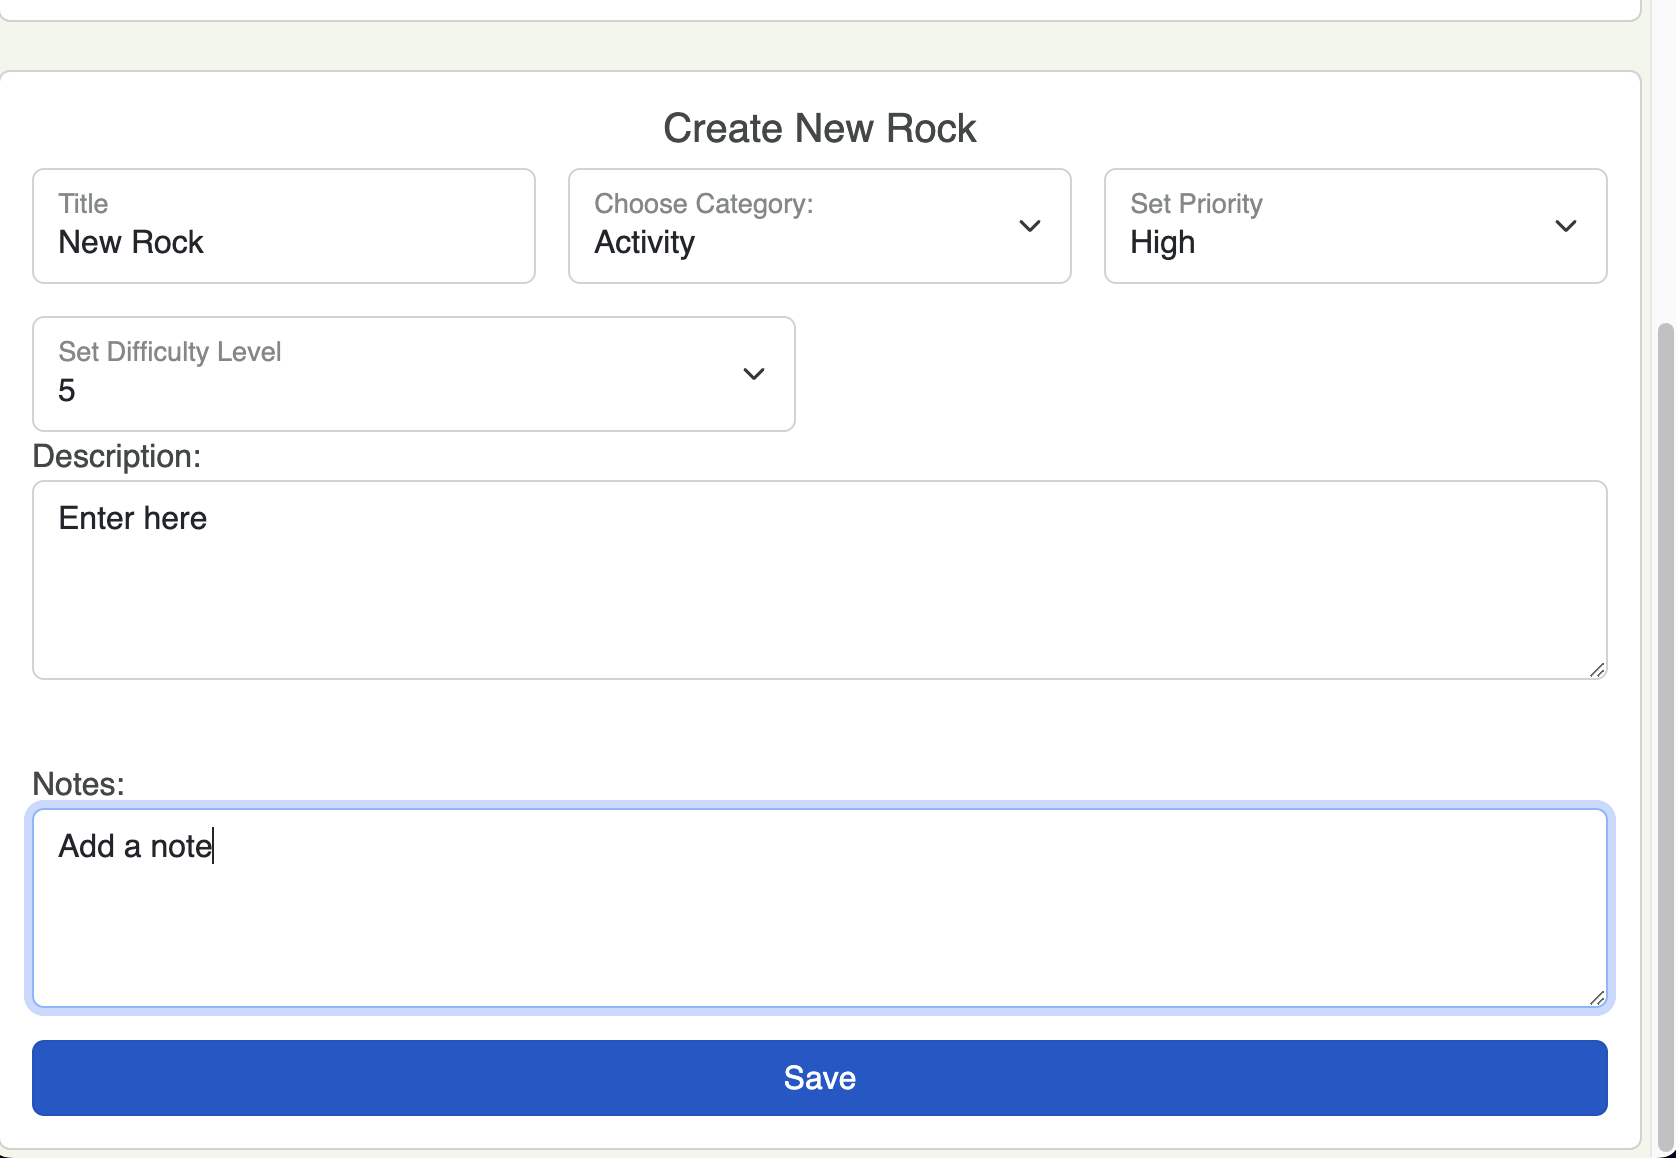 Create New Rock
Title
New Rock
Choose Category:
Activity
Set Priority
High
Set Difficulty Level
5
Description:
Enter here
Notes:
Add a note
Save